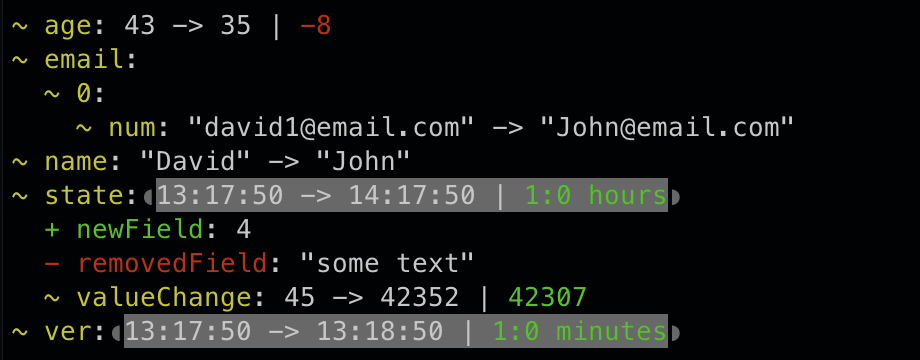 ~ age: 43 -> 35 | -8
~ email:
  ~ 0:
    ~ num: "david1@email.com" -> "John@email.com"
~ name: "David" -> "John"
~ state: 13:17:50 -> 14:17:50 | 1:0 hours
  + newField: 4
  - removedField: "some text"
  ~ valueChange: 45 -> 42352 | 42307
~ ver: 13:17:50 -> 13:18:50 | 1:0 minutes